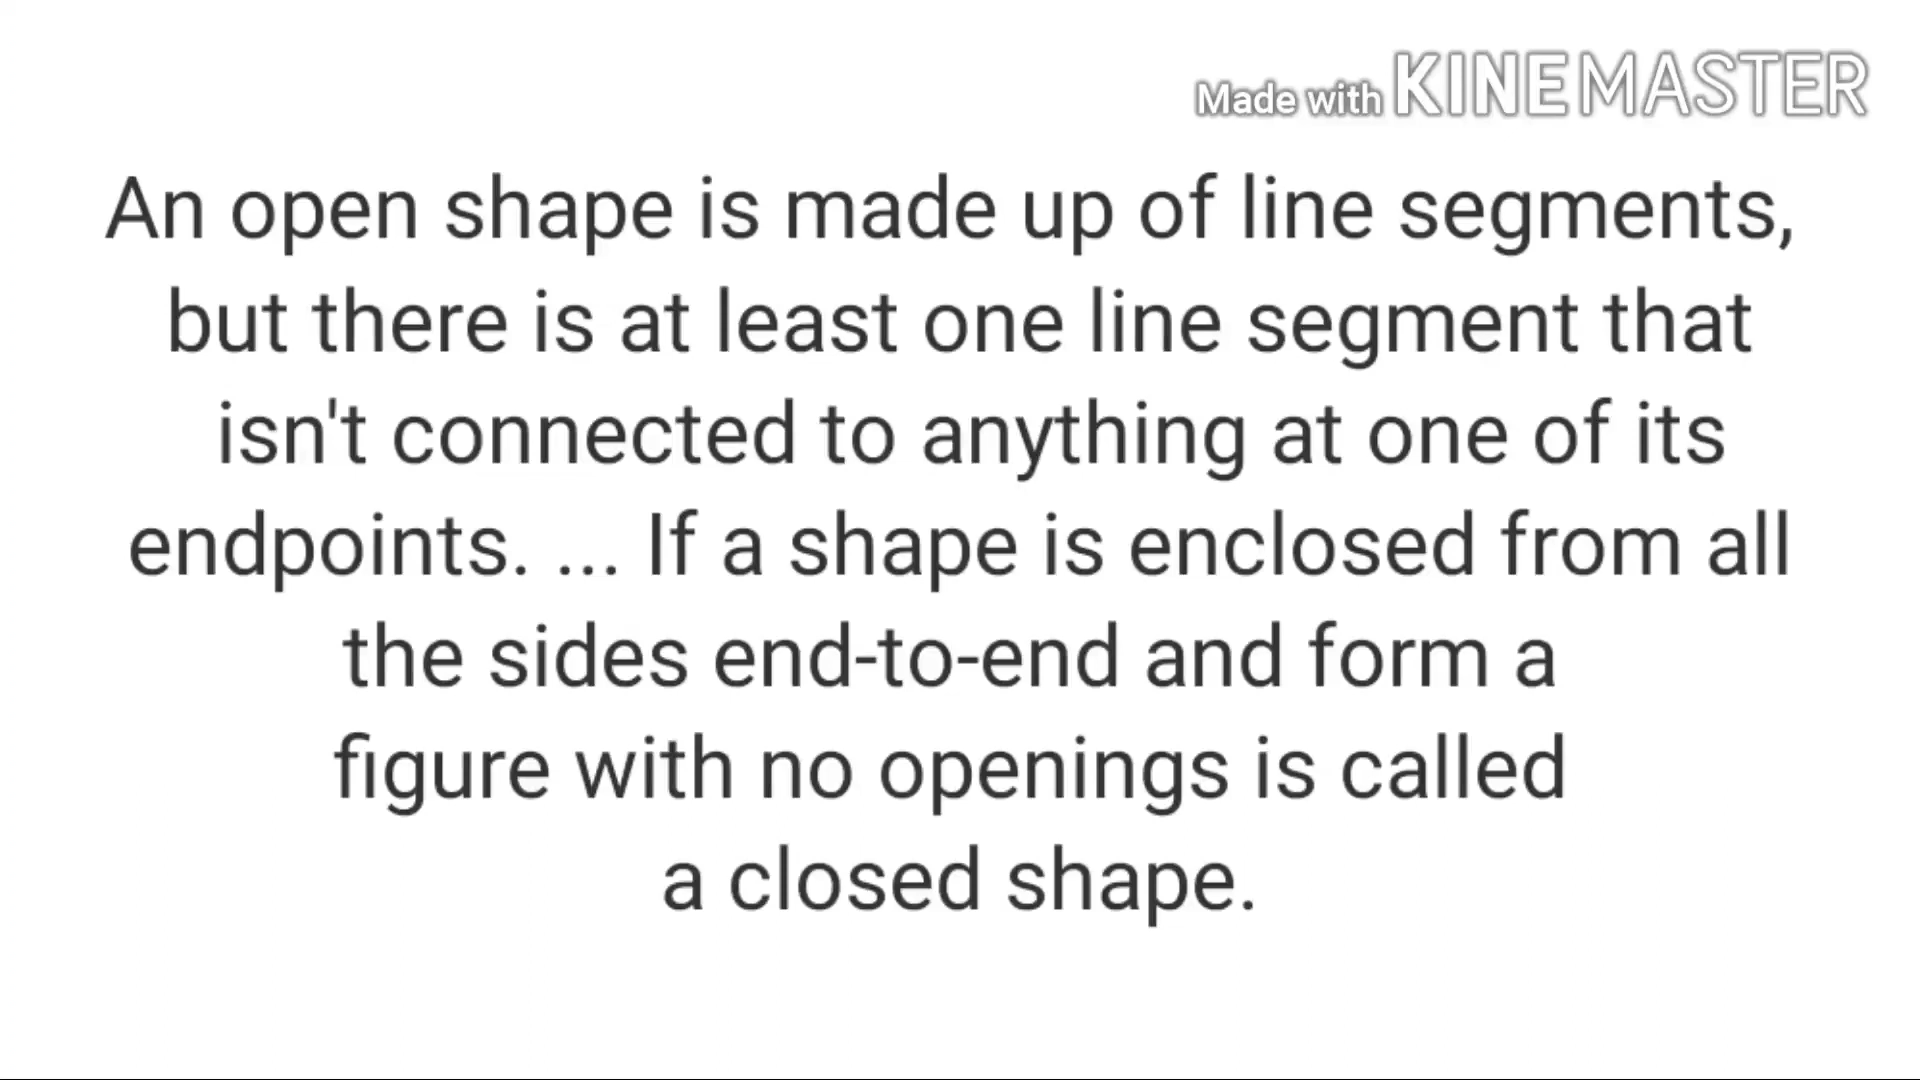 Made with KINEMASTER
An open shape is made up of line segments,
but there is at least one line segment that
isn't connected to anything at one of its
endpoints. ... If a shape is enclosed from all
the sides end-to-end and form a
figure with no openings is called
a closed shape.